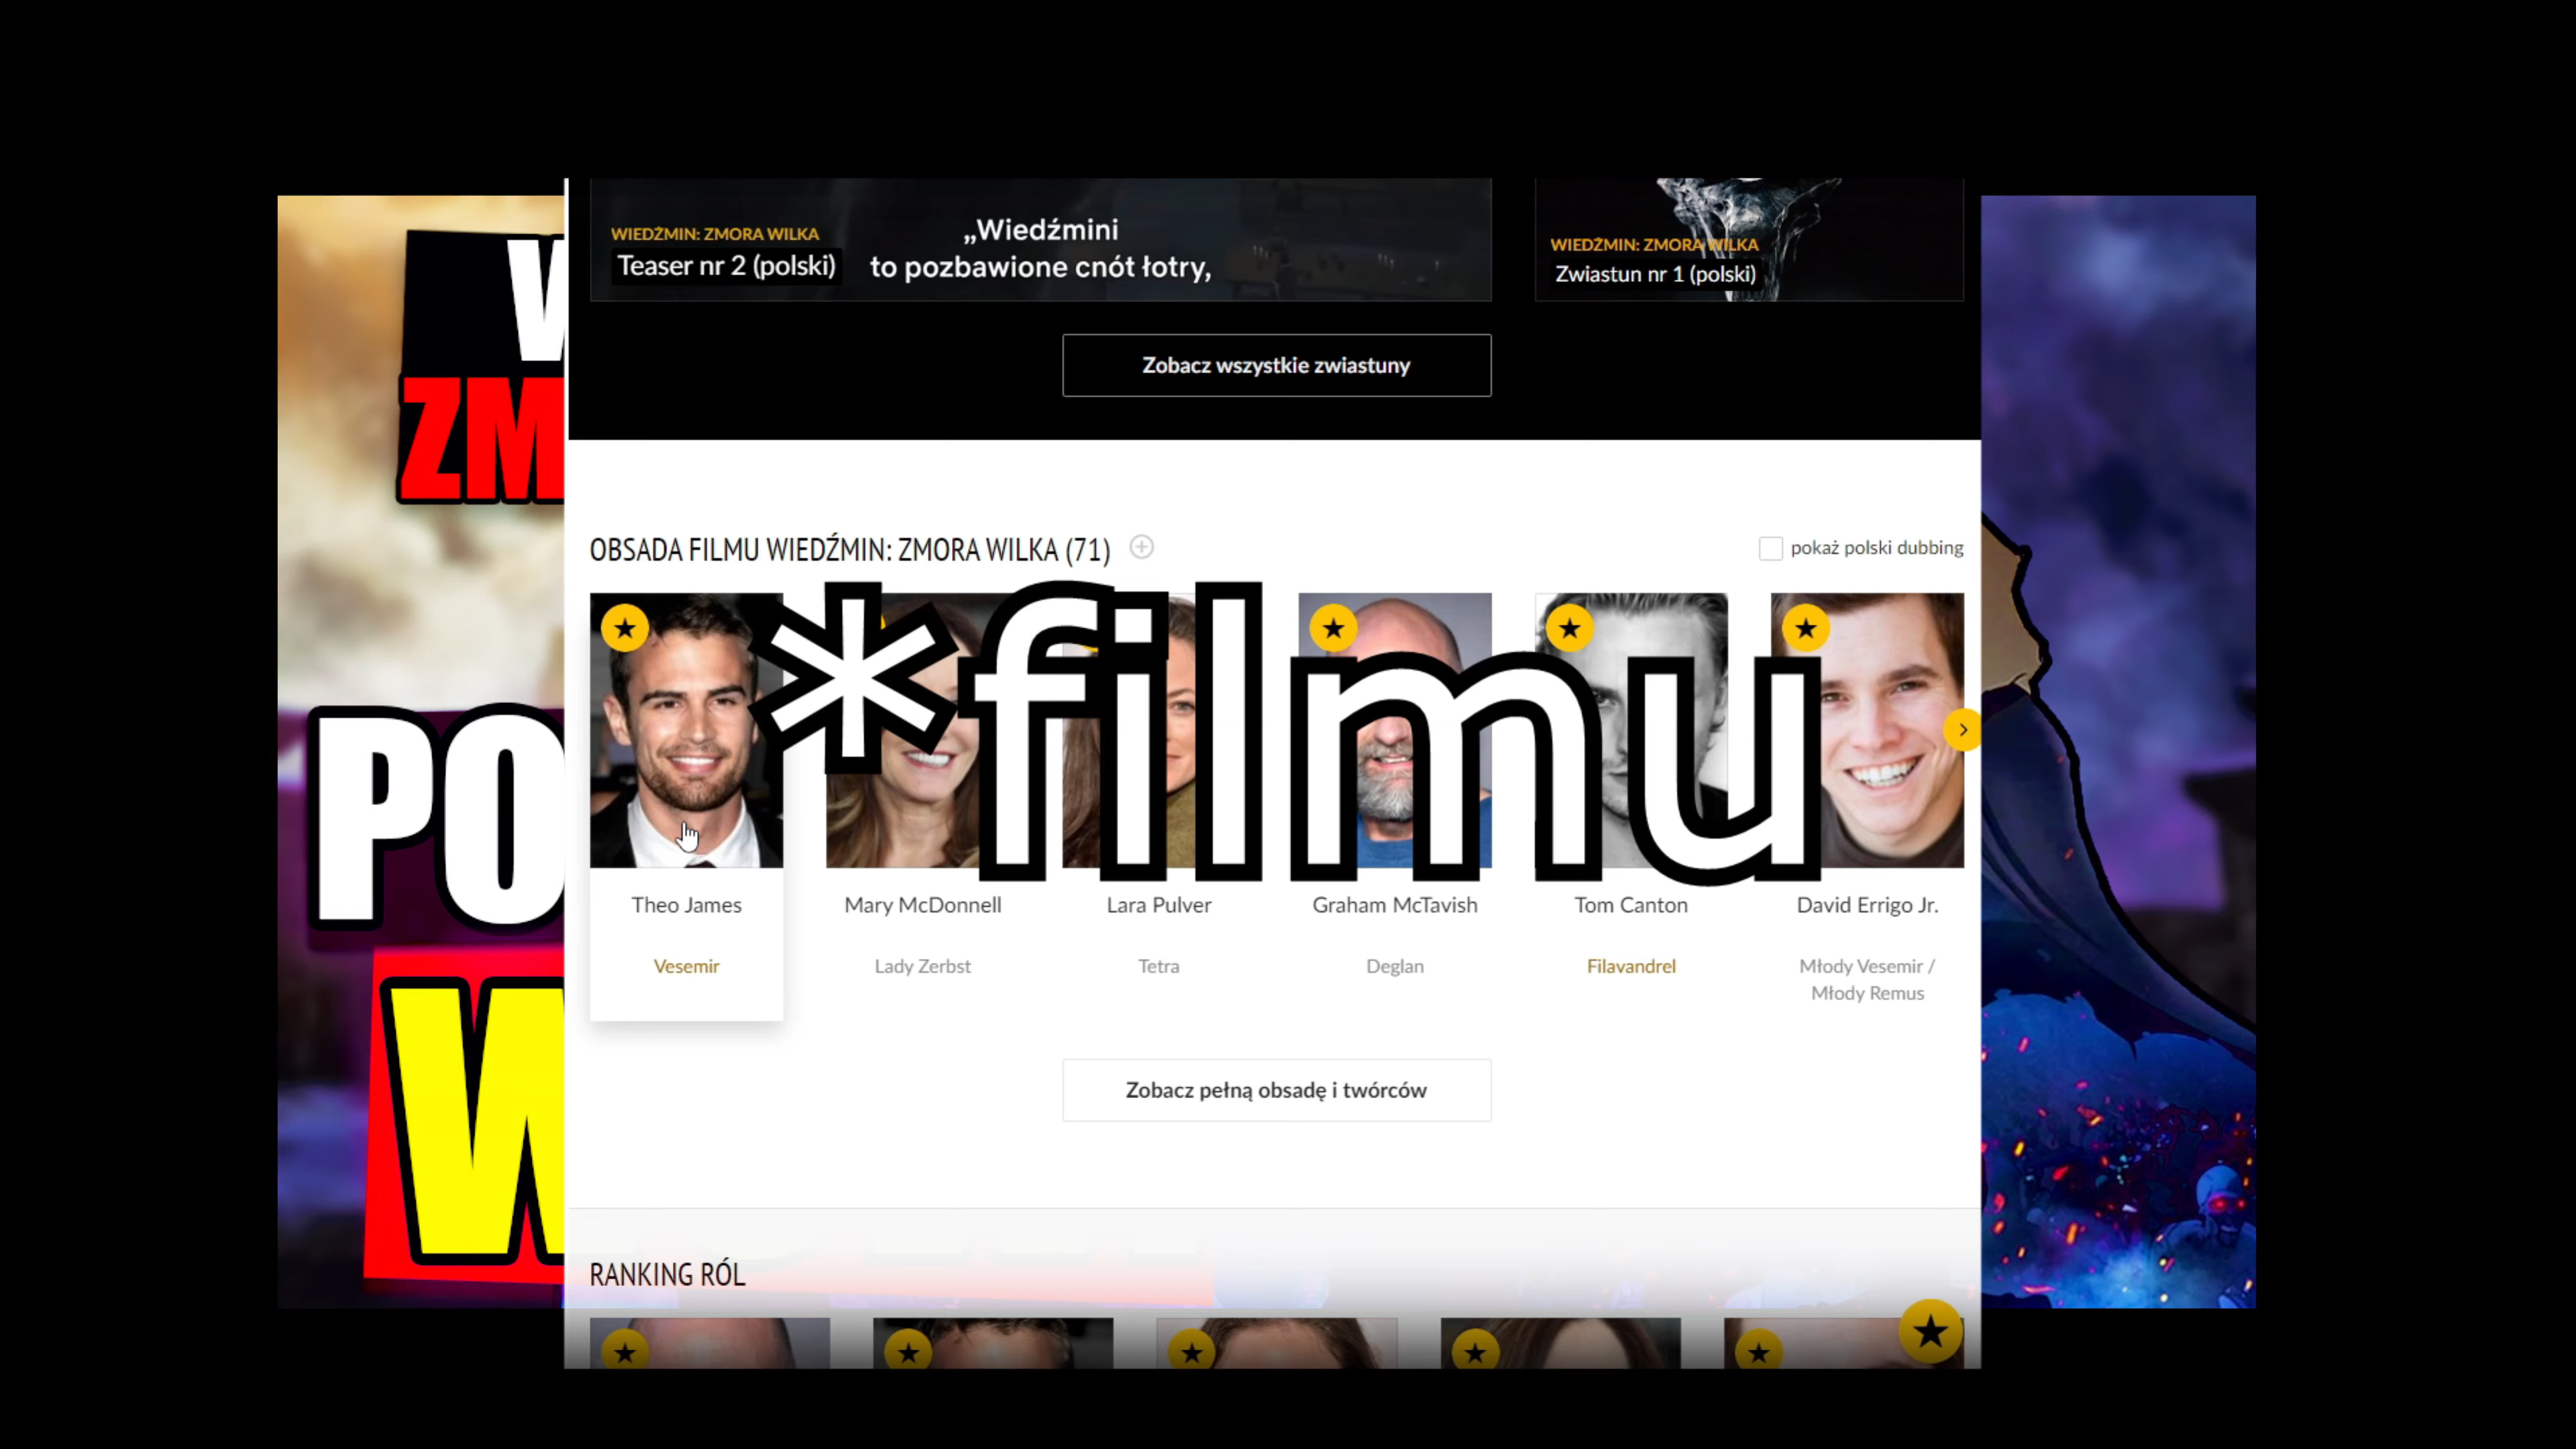 WIEDŹMIN: ZMORA WILKA
Teaser nr 2 (polski)
„Wiedźmini
to pozbawione cnót łotry,
WIEDŹMIN: ZMORA WILKA
Zwiastun nr 1 (polski)
Zobacz wszystkie zwiastuny
ZM
PO
W
OBSADA FILMU WIEDŹMIN: ZMORA WILKA (71)
pokaż polski dubbing
*filmu
Theo James
Vesemir
Mary McDonnell
Lady Zerbst
Lara Pulver
Tetra
Graham McTavish
Deglan
Tom Canton
Filavandrel
David Errigo Jr.
Młody Vesemir /
Młody Remus
Zobacz pełną obsadę i twórców
RANKING RÓL